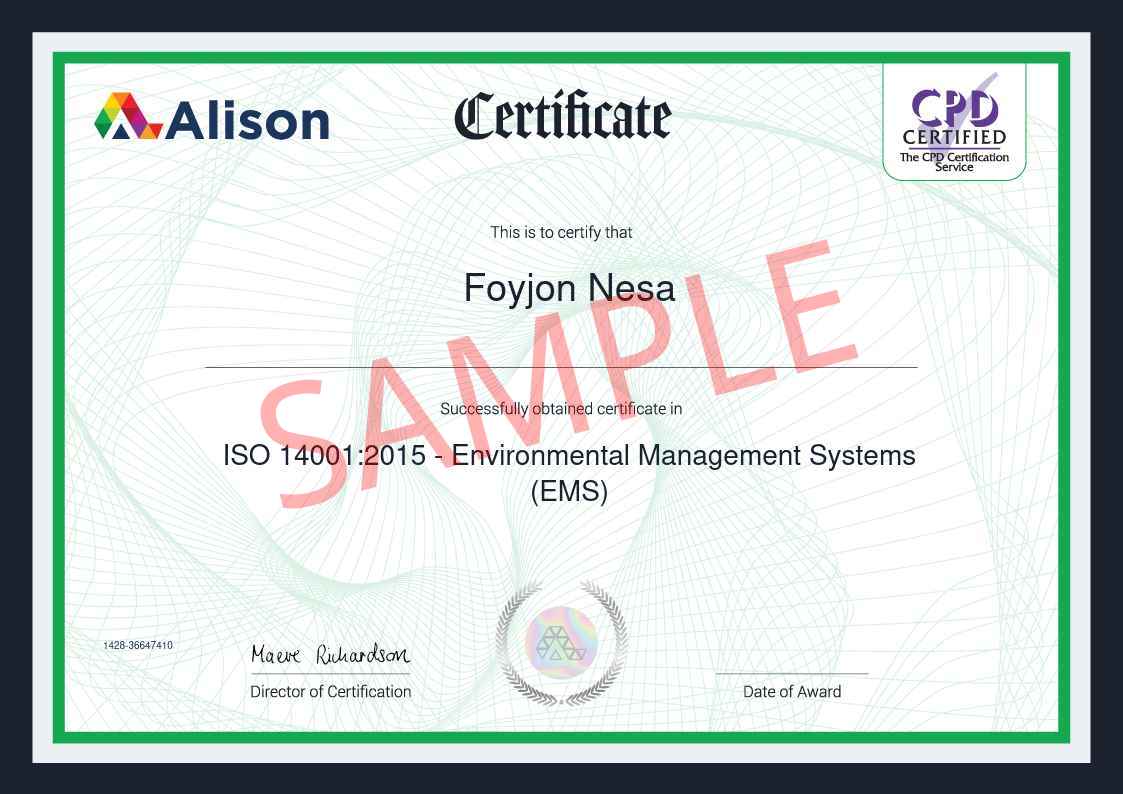 Alison
Certificate
CPD
CERTIFIED
The CPD Certification
Service
This is to certify that
Foyjon Nesa
SAMPLE
Successfully obtained certificate in
ISO 14001:2015 - Environmental Management Systems
(EMS)
1428-36647410
Maeve Richardson
Director of Certification
Date of Award